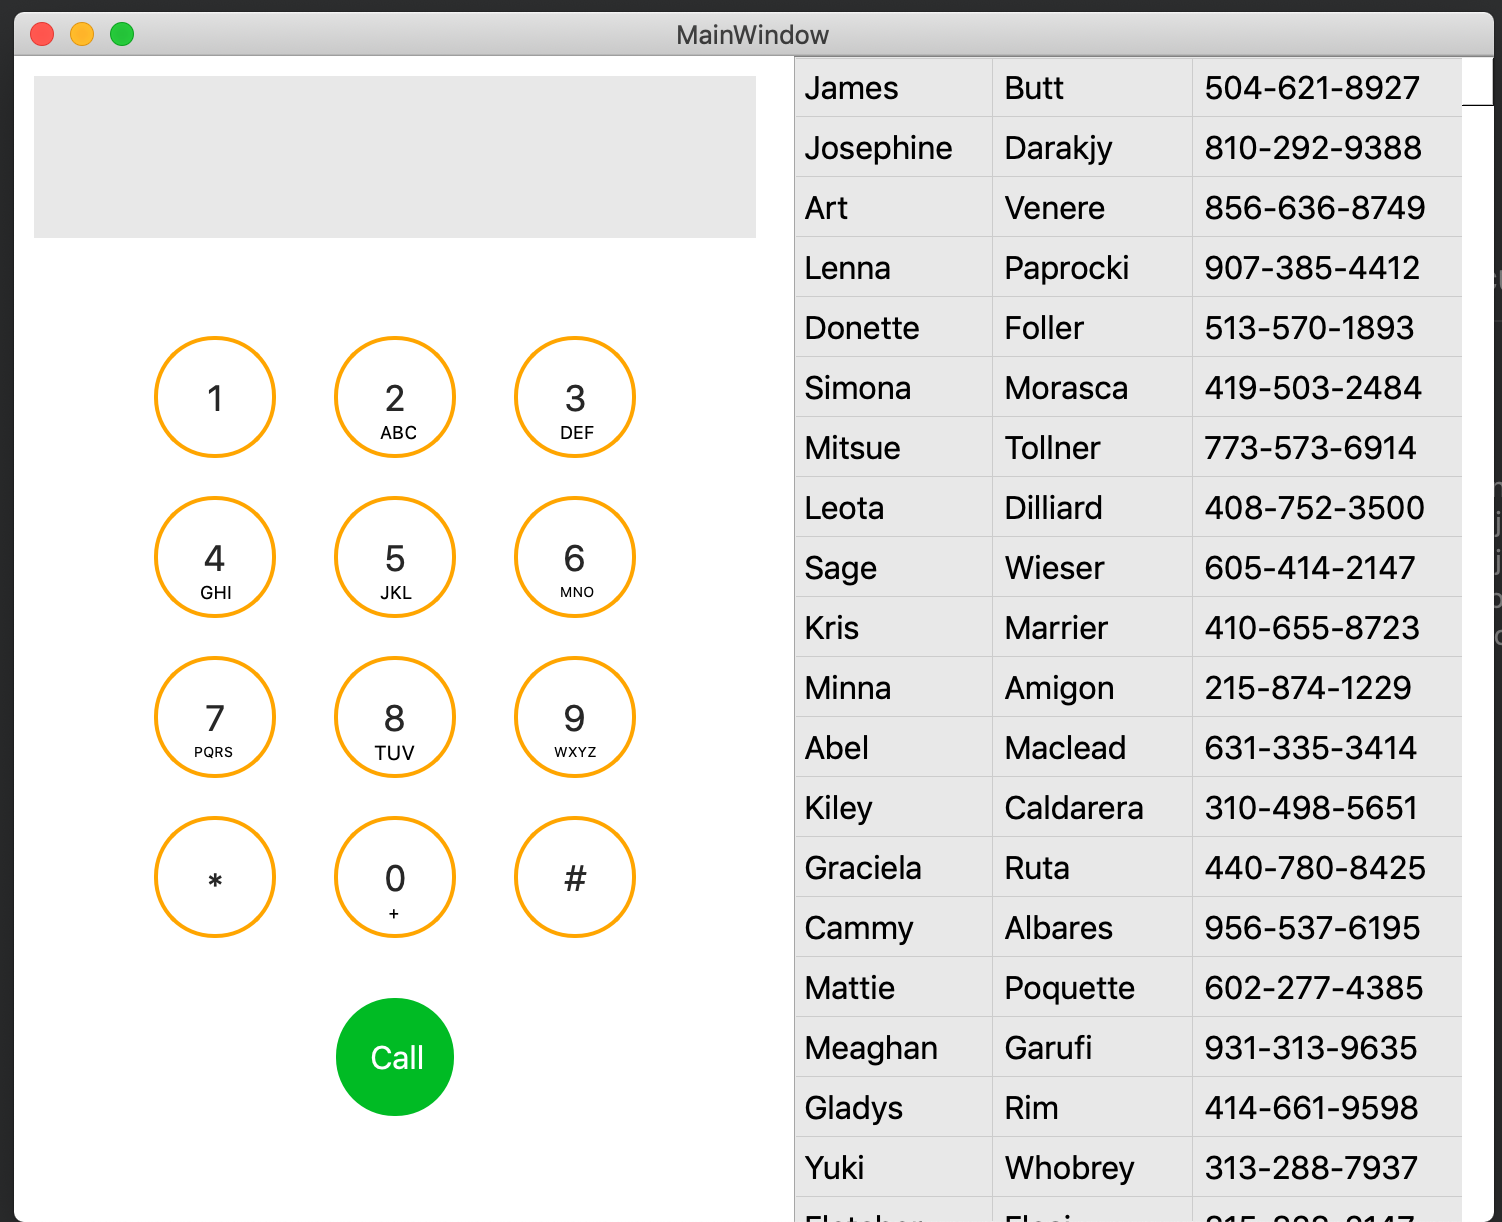 MainWindow
1
2
ABC
3
DEF
4
GHI
5
JKL
6
MNO
7
PQRS
8
TUV
9
WXYZ
*
0
+
#
Call
James Butt 504-621-8927
Josephine Darakjy 810-292-9388
Art Venere 856-636-8749
Lenna Paprocki 907-385-4412
Donette Foller 513-570-1893
Simona Morasca 419-503-2484
Mitsue Tollner 773-573-6914
Leota Dilliard 408-752-3500
Sage Wieser 605-414-2147
Kris Marrier 410-655-8723
Minna Amigon 215-874-1229
Abel Maclead 631-335-3414
Kiley Caldarera 310-498-5651
Graciela Ruta 440-780-8425
Cammy Albares 956-537-6195
Mattie Poquette 602-277-4385
Meaghan Garufi 931-313-9635
Gladys Rim 414-661-9598
Yuki Whobrey 313-288-7937